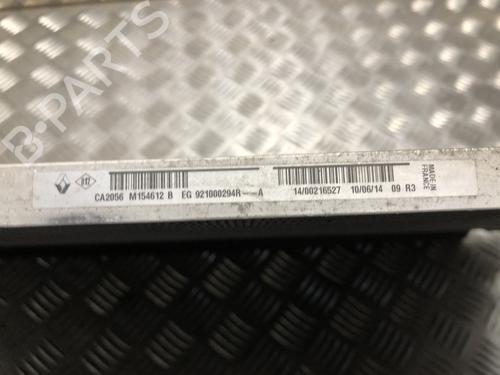 CA2056 M154612 B EG 921000294R--A 14/00216527 10/06/14 09 R3
MADE IN
FRANCE
B-PARTS